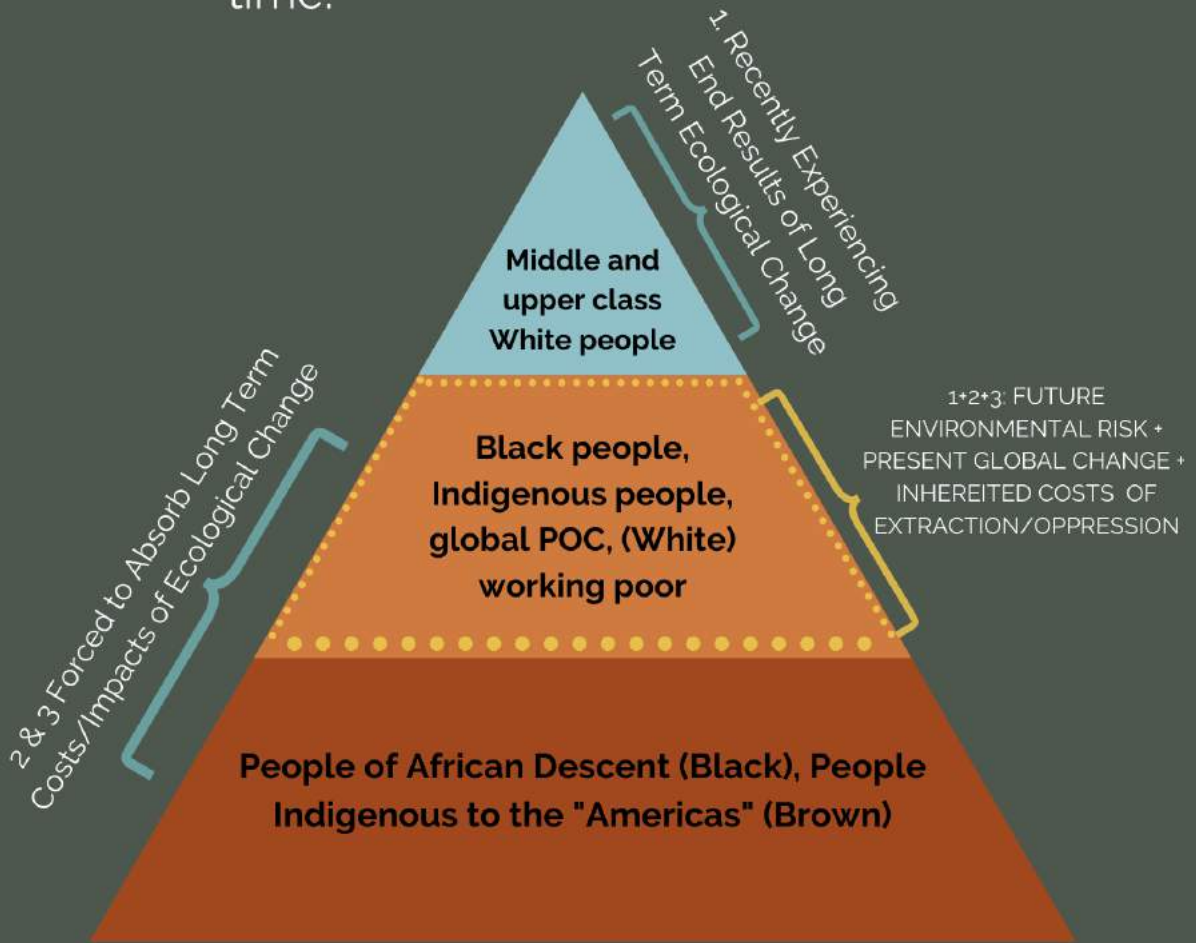 time.
1. Recently Experiencing
End Results of Long
Term Ecological Change
Middle and
upper class
White people
2 & 3 Forced to Absorb Long Term
Costs/Impacts of Ecological Change
Black people,
Indigenous people,
global POC, (White)
working poor
1+2+3: FUTURE
ENVIRONMENTAL RISK +
PRESENT GLOBAL CHANGE +
INHEREITED COSTS OF
EXTRACTION/OPPRESSION
People of African Descent (Black), People
Indigenous to the "Americas" (Brown)